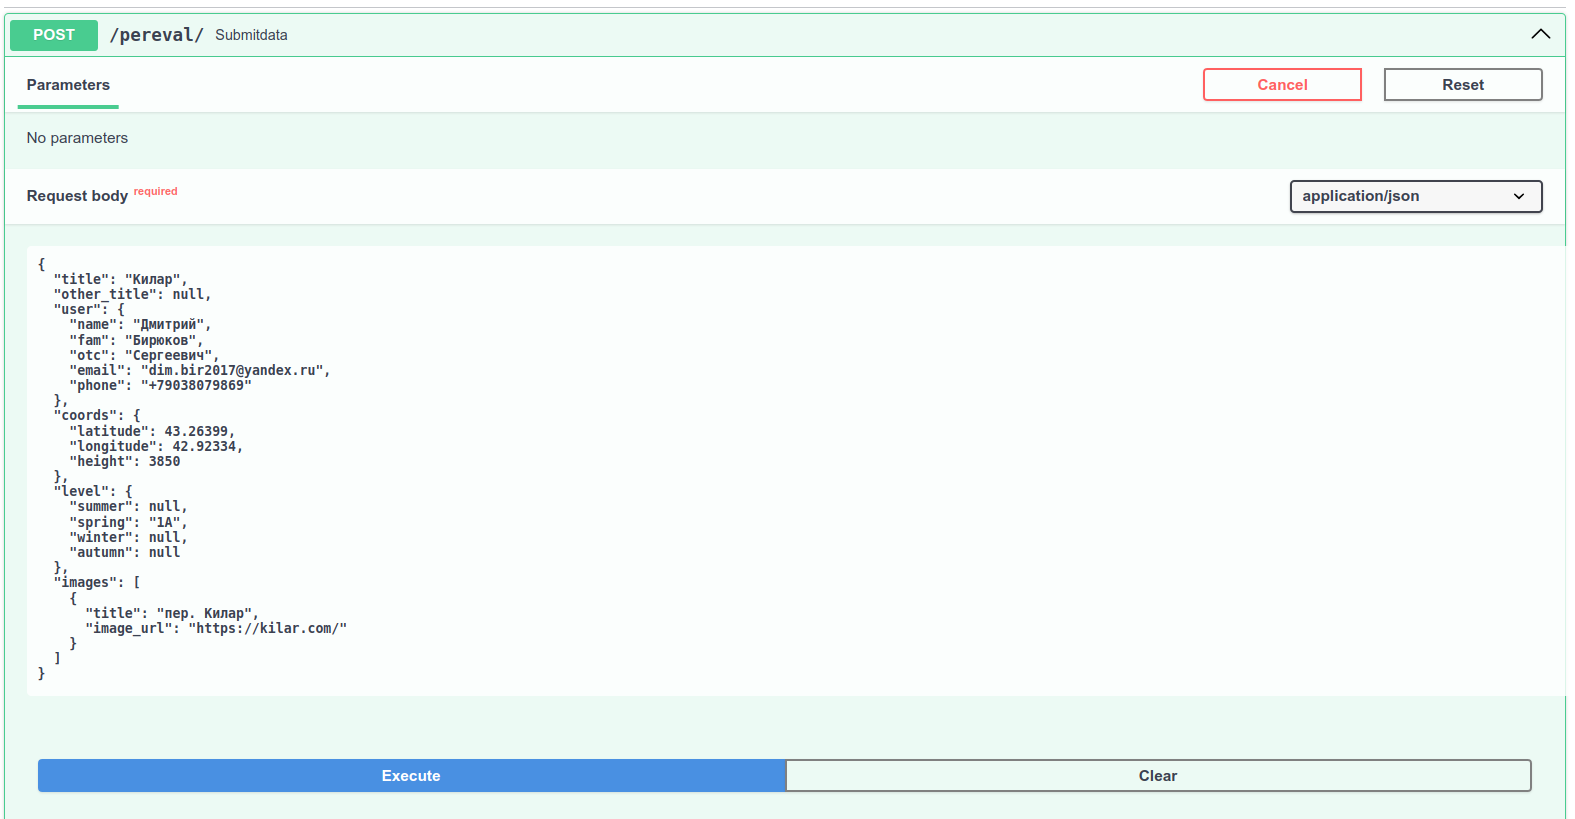 POST /pereval/ Submitdata
Parameters Cancel Reset
No parameters
Request body required application/json
{
  "title": "Килар",
  "other_title": null,
  "user": {
    "name": "Дмитрий",
    "fam": "Бирюков",
    "otc": "Сергеевич",
    "email": "dim.bir2017@yandex.ru",
    "phone": "+79038079869"
  },
  "coords": {
    "latitude": 43.26399,
    "longitude": 42.92334,
    "height": 3850
  },
  "level": {
    "summer": null,
    "spring": "1A",
    "winter": null,
    "autumn": null
  },
  "images": [
    {
      "title": "пер. Килар",
      "image_url": "https://kilar.com/"
    }
  ]
}
Execute Clear